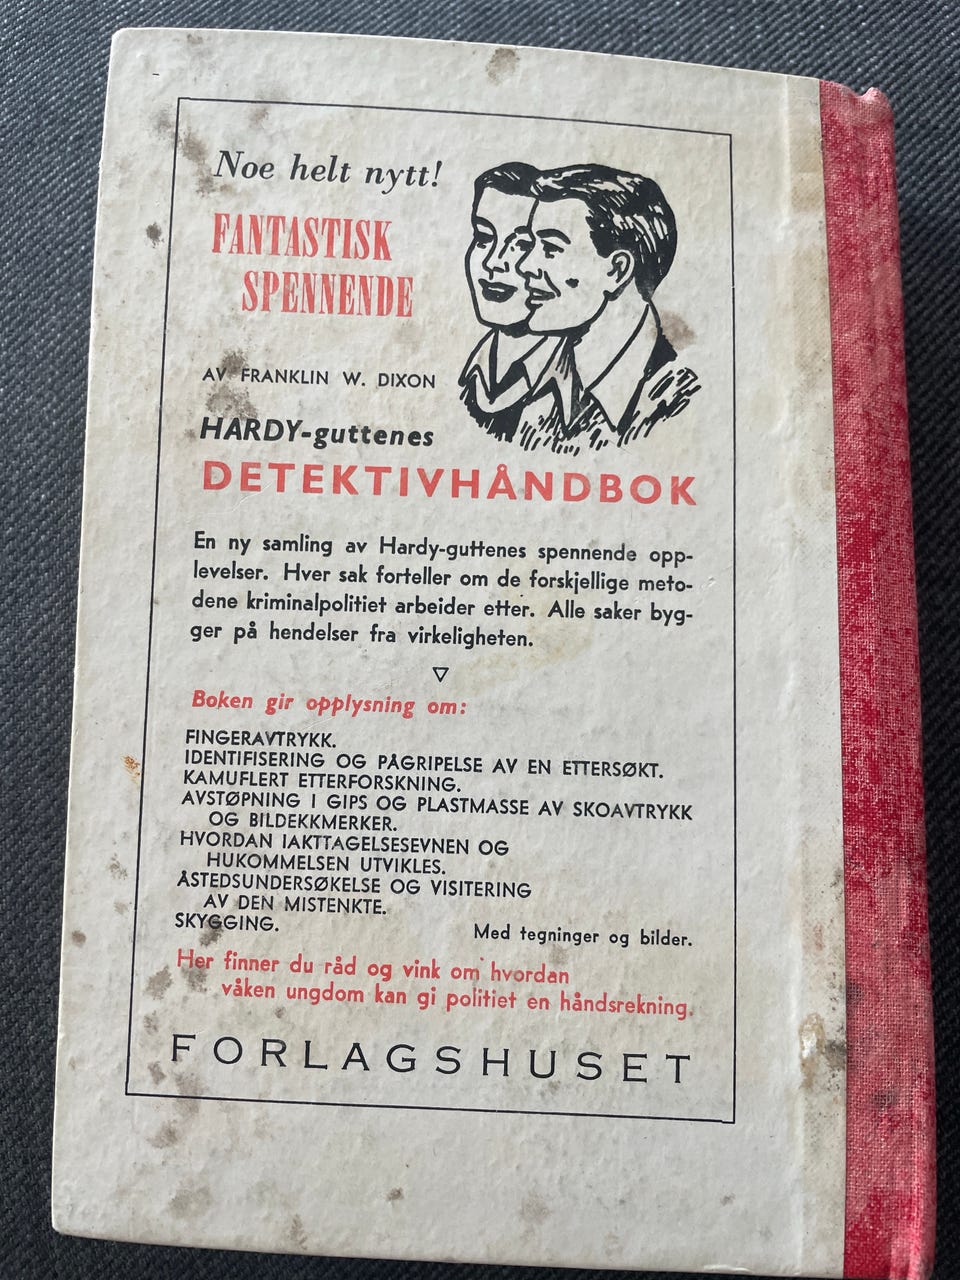 Noe helt nytt!
FANTASTISK
SPENNENDE
AV FRANKLIN W. DIXON
HARDY-guttenes
DETEKTIVHÅNDBOK
En ny samling av Hardy-guttenes spennende opp-
levelser. Hver sak forteller om de forskjellige meto-
dene kriminalpolitiet arbeider etter. Alle saker byg-
ger på hendelser fra virkeligheten.
Boken gir opplysning om:
FINGERAVTRYKK.
IDENTIFISERING OG PÅGRIPELSE AV EN ETTERSØKT.
KAMUFLERT ETTERFORSKNING.
AVSTØPNING I GIPS OG PLASTMASSE AV SKOAVTRYKK
OG BILDEKKMERKER.
HVORDAN IAKTTAGELSESEVNEN OG
HUKOMMELSEN UTVIKLES.
ÅSTEDSUNDERSØKELSE OG VISITERING
AV DEN MISTENKTE.
SKYGGING.
Med tegninger og bilder.
Her finner du råd og vink om hvordan
våken ungdom kan gi politiet en håndsrekning.
FORLAGSHUSET